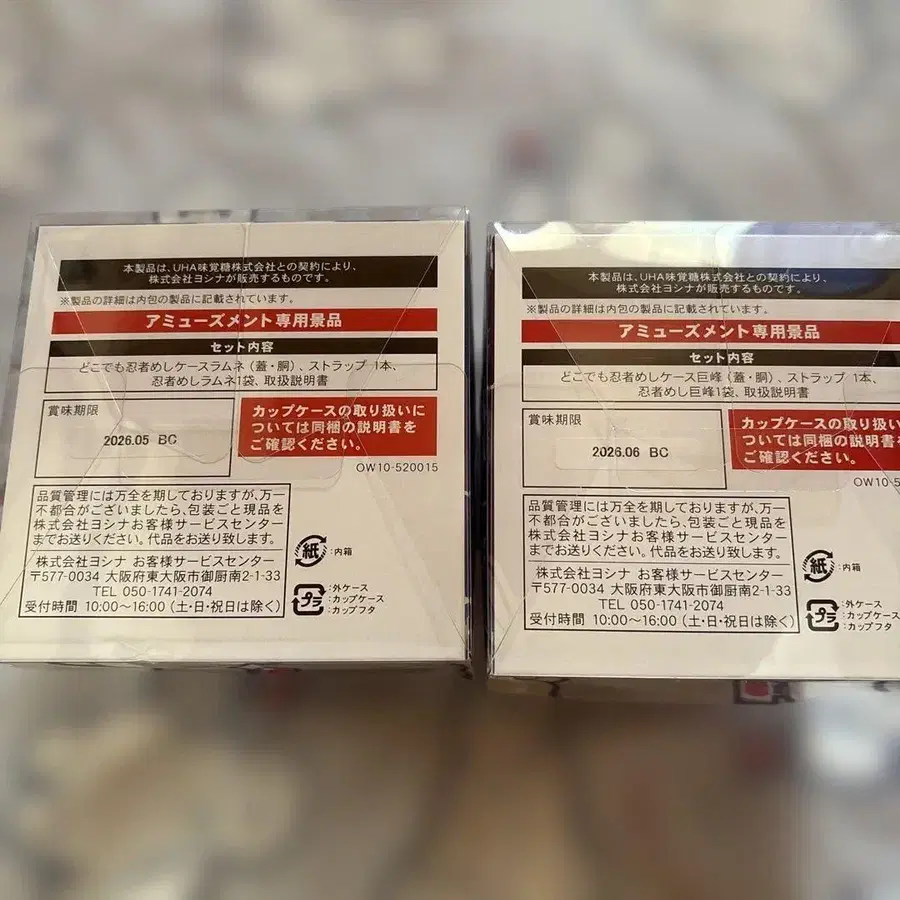 本製品は、UHA味覚糖株式会社との契約により、
株式会社ヨシナが販売するものです。
※製品の詳細は内包の製品に記載されています。
アミューズメント専用景品
セット内容
どこでも忍者めしケースラムネ（蓋・胴）、ストラップ 1本、
忍者めしラムネ1袋、取扱説明書
賞味期限
2026.05 BC
カップケースの取り扱いに
ついては同梱の説明書を
ご確認ください。
OW10-520015
品質管理には万全を期しておりますが、万一
不都合がございましたら、包装ごと現品を
株式会社ヨシナお客様サービスセンター
までお送りください。代品をお送り致します。
株式会社ヨシナ お客様サービスセンター
〒577-0034 大阪府東大阪市御厨南2-1-33
TEL 050-1741-2074
受付時間 10:00～16:00（土・日・祝日は除く）
紙
：内箱
プラ
：外ケース
：カップケース
：カップフタ
本製品は、UHA味覚糖株式会社との契約により、
株式会社ヨシナが販売するものです。
※製品の詳細は内包の製品に記載されています。
アミューズメント専用景品
セット内容
どこでも忍者めしケース巨峰（蓋・胴）、ストラップ 1本、
忍者めし巨峰1袋、取扱説明書
賞味期限
2026.06 BC
カップケースの取り扱い
ついては同梱の説明書を
ご確認ください。
OW10-5
品質管理には万全を期しておりますが、万一
不都合がございましたら、包装ごと現品を
株式会社ヨシナお客様サービスセンター
までお送りください。代品をお送り致します。
株式会社ヨシナ お客様サービスセンター
〒577-0034 大阪府東大阪市御厨南2-1-33
TEL 050-1741-2074
受付時間 10:00～16:00（土・日・祝日は除く）
紙
：内箱
プラ
：外ケース
：カップケース
：カップフタ